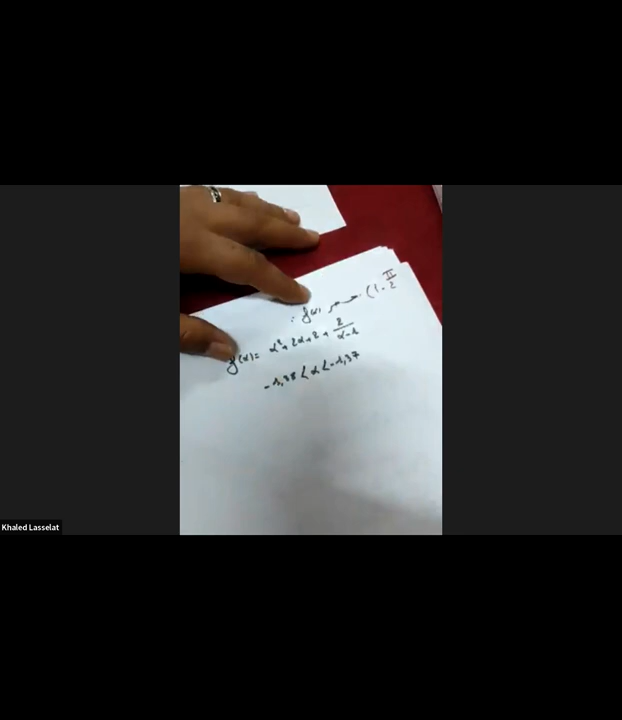 II
(1 - 2
f(α) حصر :
f(α) = α² + 2α + 2 + 2/(α - 1)
-1,38 < α < -1,37
Khaled Lasselat